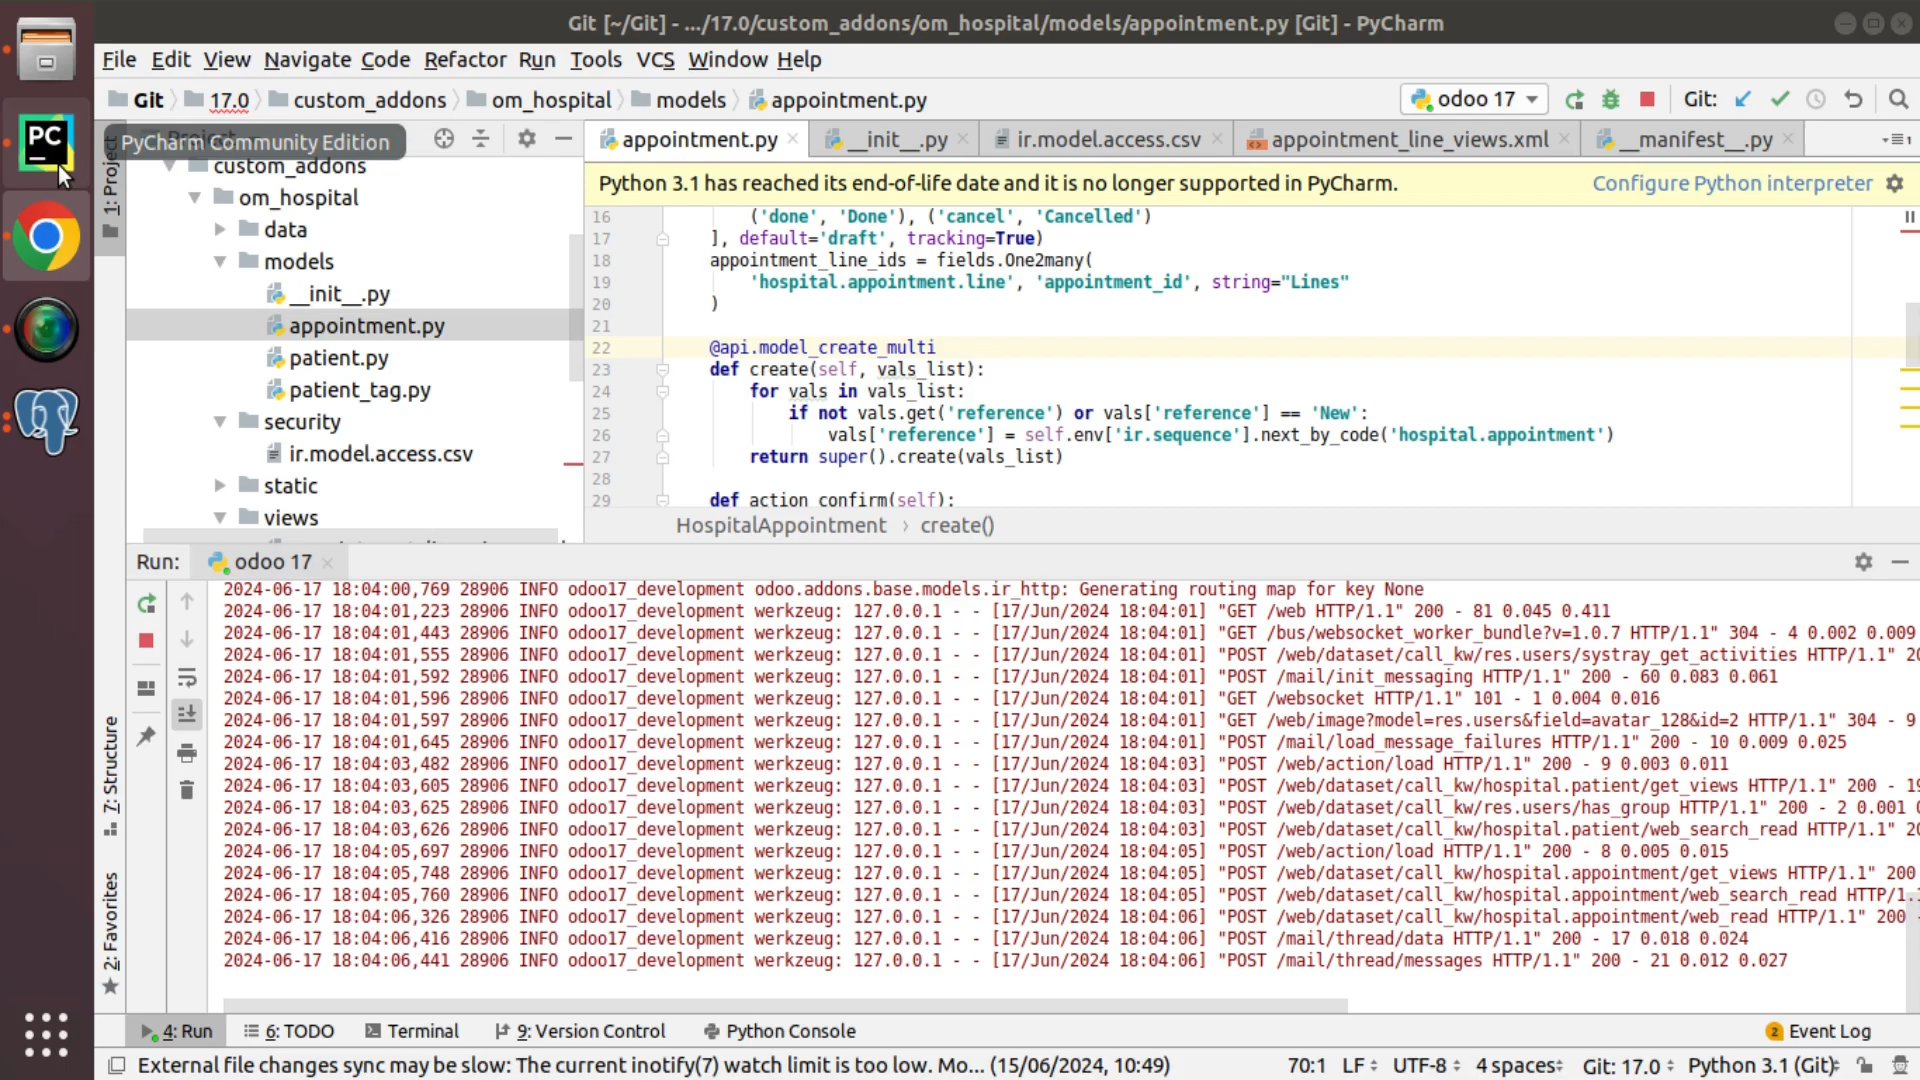 Git [~/Git] - .../17.0/custom_addons/om_hospital/models/appointment.py [Git] - PyCharm
File Edit View Navigate Code Refactor Run Tools VCS Window Help
Git 17.0 custom_addons om_hospital models appointment.py odoo 17 Git:
PyCharm Community Edition
PC
1: Project
appointment.py __init__.py ir.model.access.csv appointment_line_views.xml __manifest__.py
Python 3.1 has reached its end-of-life date and it is no longer supported in PyCharm. Configure Python interpreter
custom_addons
om_hospital
data
models
__init__.py
appointment.py
patient.py
patient_tag.py
security
ir.model.access.csv
static
views
16 ('done', 'Done'), ('cancel', 'Cancelled')
17 ], default='draft', tracking=True)
18 appointment_line_ids = fields.One2many(
19 'hospital.appointment.line', 'appointment_id', string="Lines"
20 )
21
22 @api.model_create_multi
23 def create(self, vals_list):
24 for vals in vals_list:
25 if not vals.get('reference') or vals['reference'] == 'New':
26 vals['reference'] = self.env['ir.sequence'].next_by_code('hospital.appointment')
27 return super().create(vals_list)
28
29 def action_confirm(self):
HospitalAppointment › create()
Run: odoo 17
2024-06-17 18:04:00,769 28906 INFO odoo17_development odoo.addons.base.models.ir_http: Generating routing map for key None
2024-06-17 18:04:01,223 28906 INFO odoo17_development werkzeug: 127.0.0.1 - - [17/Jun/2024 18:04:01] "GET /web HTTP/1.1" 200 - 81 0.045 0.411
2024-06-17 18:04:01,443 28906 INFO odoo17_development werkzeug: 127.0.0.1 - - [17/Jun/2024 18:04:01] "GET /bus/websocket_worker_bundle?v=1.0.7 HTTP/1.1" 304 - 4 0.002 0.009
2024-06-17 18:04:01,555 28906 INFO odoo17_development werkzeug: 127.0.0.1 - - [17/Jun/2024 18:04:01] "POST /web/dataset/call_kw/res.users/systray_get_activities HTTP/1.1"
2024-06-17 18:04:01,592 28906 INFO odoo17_development werkzeug: 127.0.0.1 - - [17/Jun/2024 18:04:01] "POST /mail/init_messaging HTTP/1.1" 200 - 60 0.083 0.061
2024-06-17 18:04:01,596 28906 INFO odoo17_development werkzeug: 127.0.0.1 - - [17/Jun/2024 18:04:01] "GET /websocket HTTP/1.1" 101 - 1 0.004 0.016
2024-06-17 18:04:01,597 28906 INFO odoo17_development werkzeug: 127.0.0.1 - - [17/Jun/2024 18:04:01] "GET /web/image?model=res.users&field=avatar_128&id=2 HTTP/1.1" 304 - 9
2024-06-17 18:04:01,645 28906 INFO odoo17_development werkzeug: 127.0.0.1 - - [17/Jun/2024 18:04:01] "POST /mail/load_message_failures HTTP/1.1" 200 - 10 0.009 0.025
2024-06-17 18:04:03,482 28906 INFO odoo17_development werkzeug: 127.0.0.1 - - [17/Jun/2024 18:04:03] "POST /web/action/load HTTP/1.1" 200 - 9 0.003 0.011
2024-06-17 18:04:03,605 28906 INFO odoo17_development werkzeug: 127.0.0.1 - - [17/Jun/2024 18:04:03] "POST /web/dataset/call_kw/hospital.patient/get_views HTTP/1.1" 200 -
2024-06-17 18:04:03,625 28906 INFO odoo17_development werkzeug: 127.0.0.1 - - [17/Jun/2024 18:04:03] "POST /web/dataset/call_kw/res.users/has_group HTTP/1.1" 200 - 2 0.001
2024-06-17 18:04:03,626 28906 INFO odoo17_development werkzeug: 127.0.0.1 - - [17/Jun/2024 18:04:03] "POST /web/dataset/call_kw/hospital.patient/web_search_read HTTP/1.1"
2024-06-17 18:04:05,697 28906 INFO odoo17_development werkzeug: 127.0.0.1 - - [17/Jun/2024 18:04:05] "POST /web/action/load HTTP/1.1" 200 - 8 0.005 0.015
2024-06-17 18:04:05,748 28906 INFO odoo17_development werkzeug: 127.0.0.1 - - [17/Jun/2024 18:04:05] "POST /web/dataset/call_kw/hospital.appointment/get_views HTTP/1.1" 200
2024-06-17 18:04:05,760 28906 INFO odoo17_development werkzeug: 127.0.0.1 - - [17/Jun/2024 18:04:05] "POST /web/dataset/call_kw/hospital.appointment/web_search_read HTTP/1.
2024-06-17 18:04:06,326 28906 INFO odoo17_development werkzeug: 127.0.0.1 - - [17/Jun/2024 18:04:06] "POST /web/dataset/call_kw/hospital.appointment/web_read HTTP/1.1" 200 -
2024-06-17 18:04:06,416 28906 INFO odoo17_development werkzeug: 127.0.0.1 - - [17/Jun/2024 18:04:06] "POST /mail/thread/data HTTP/1.1" 200 - 17 0.018 0.024
2024-06-17 18:04:06,441 28906 INFO odoo17_development werkzeug: 127.0.0.1 - - [17/Jun/2024 18:04:06] "POST /mail/thread/messages HTTP/1.1" 200 - 21 0.012 0.027
7: Structure
2: Favorites
4: Run 6: TODO Terminal 9: Version Control Python Console 2 Event Log
External file changes sync may be slow: The current inotify(7) watch limit is too low. Mo... (15/06/2024, 10:49) 70:1 LF UTF-8 4 spaces Git: 17.0 Python 3.1 (Git)